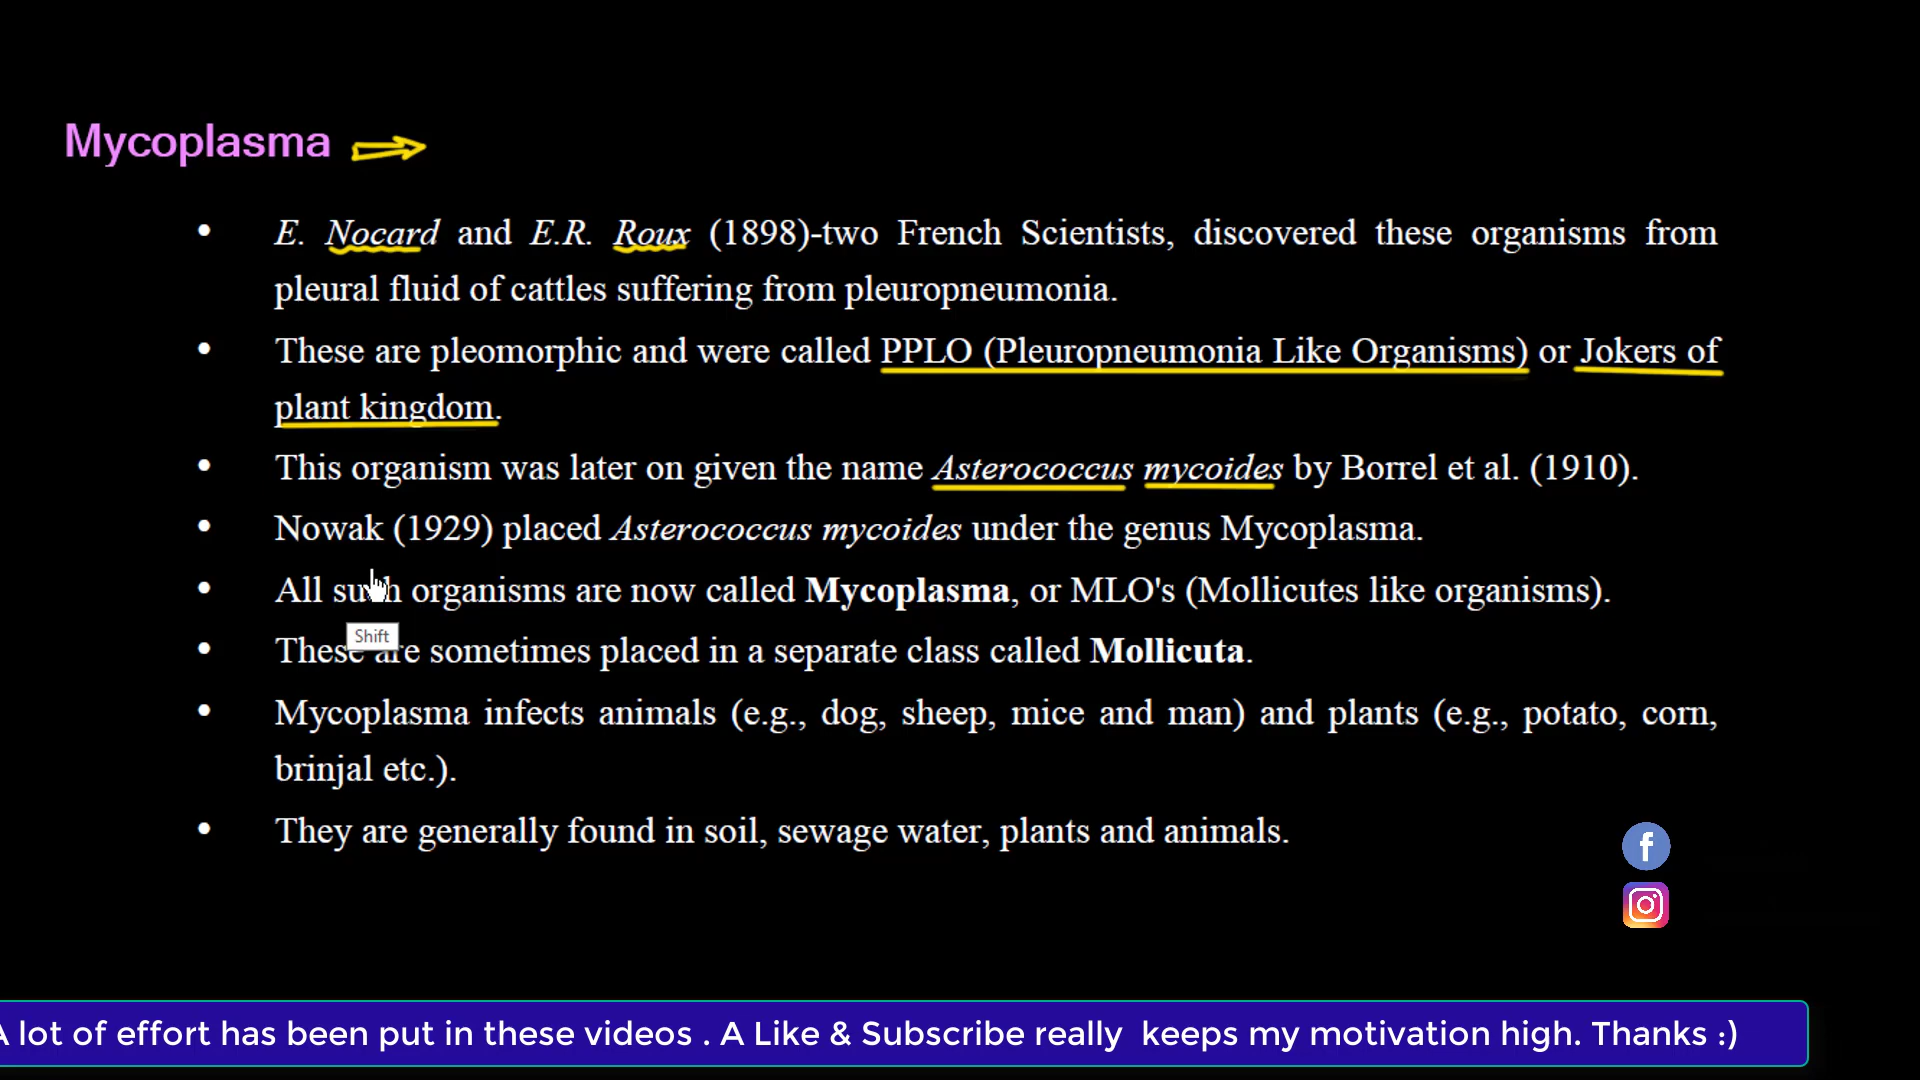 Mycoplasma
• E. Nocard and E.R. Roux (1898)-two French Scientists, discovered these organisms from
pleural fluid of cattles suffering from pleuropneumonia.
• These are pleomorphic and were called PPLO (Pleuropneumonia Like Organisms) or Jokers of
plant kingdom.
• This organism was later on given the name Asterococcus mycoides by Borrel et al. (1910).
• Nowak (1929) placed Asterococcus mycoides under the genus Mycoplasma.
• All such organisms are now called Mycoplasma, or MLO's (Mollicutes like organisms).
Shift
• These are sometimes placed in a separate class called Mollicuta.
• Mycoplasma infects animals (e.g., dog, sheep, mice and man) and plants (e.g., potato, corn,
brinjal etc.).
• They are generally found in soil, sewage water, plants and animals.
A lot of effort has been put in these videos . A Like & Subscribe really keeps my motivation high. Thanks :)